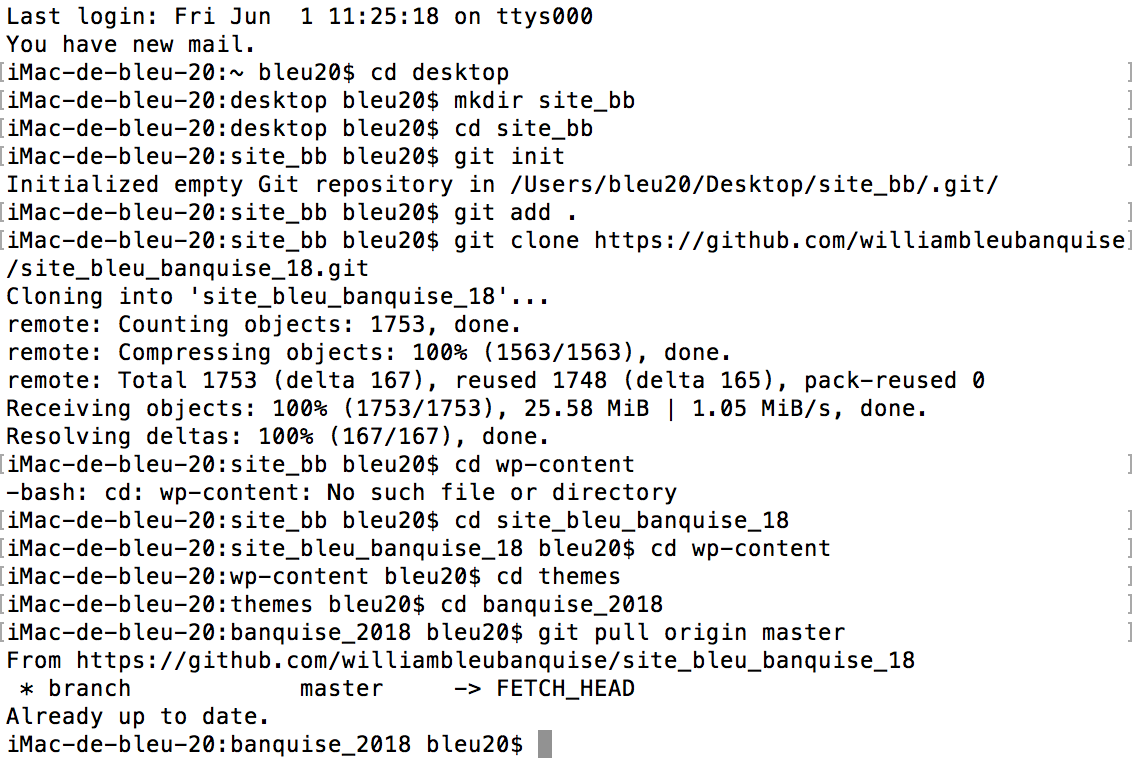 Last login: Fri Jun  1 11:25:18 on ttys000
You have new mail.
[iMac-de-bleu-20:~ bleu20$ cd desktop ]
[iMac-de-bleu-20:desktop bleu20$ mkdir site_bb ]
[iMac-de-bleu-20:desktop bleu20$ cd site_bb ]
[iMac-de-bleu-20:site_bb bleu20$ git init ]
Initialized empty Git repository in /Users/bleu20/Desktop/site_bb/.git/
[iMac-de-bleu-20:site_bb bleu20$ git add . ]
[iMac-de-bleu-20:site_bb bleu20$ git clone https://github.com/williambleubanquise]
/site_bleu_banquise_18.git
Cloning into 'site_bleu_banquise_18'...
remote: Counting objects: 1753, done.
remote: Compressing objects: 100% (1563/1563), done.
remote: Total 1753 (delta 167), reused 1748 (delta 165), pack-reused 0
Receiving objects: 100% (1753/1753), 25.58 MiB | 1.05 MiB/s, done.
Resolving deltas: 100% (167/167), done.
[iMac-de-bleu-20:site_bb bleu20$ cd wp-content ]
-bash: cd: wp-content: No such file or directory
[iMac-de-bleu-20:site_bb bleu20$ cd site_bleu_banquise_18 ]
[iMac-de-bleu-20:site_bleu_banquise_18 bleu20$ cd wp-content ]
[iMac-de-bleu-20:wp-content bleu20$ cd themes ]
[iMac-de-bleu-20:themes bleu20$ cd banquise_2018 ]
[iMac-de-bleu-20:banquise_2018 bleu20$ git pull origin master ]
From https://github.com/williambleubanquise/site_bleu_banquise_18
 * branch            master     -> FETCH_HEAD
Already up to date.
iMac-de-bleu-20:banquise_2018 bleu20$